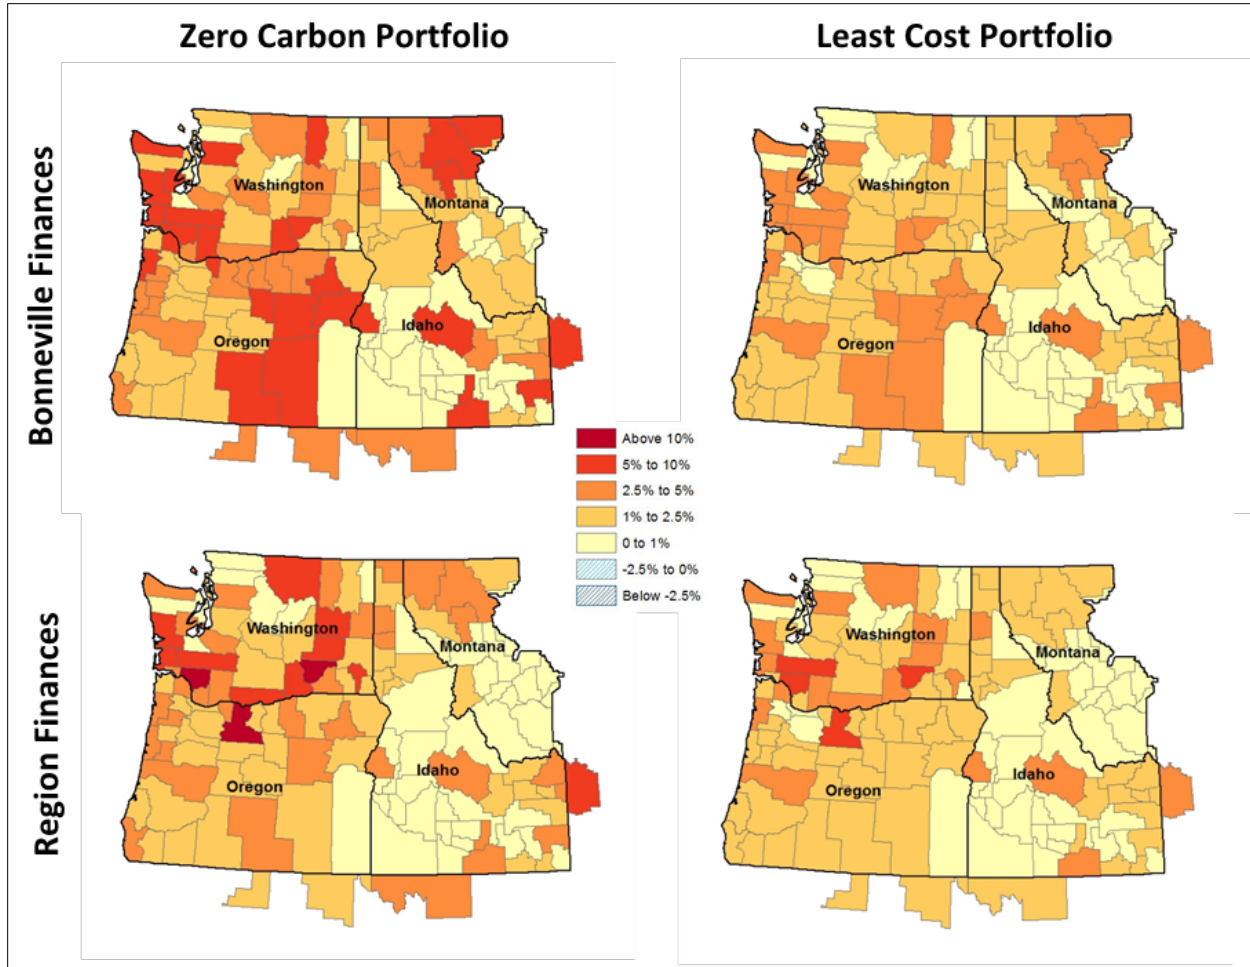 Zero Carbon Portfolio
Least Cost Portfolio
Bonneville Finances
Washington
Montana
Oregon
Idaho
Washington
Montana
Oregon
Idaho
Above 10%
5% to 10%
2.5% to 5%
1% to 2.5%
0 to 1%
-2.5% to 0%
Below -2.5%
Region Finances
Washington
Montana
Oregon
Idaho
Washington
Montana
Oregon
Idaho